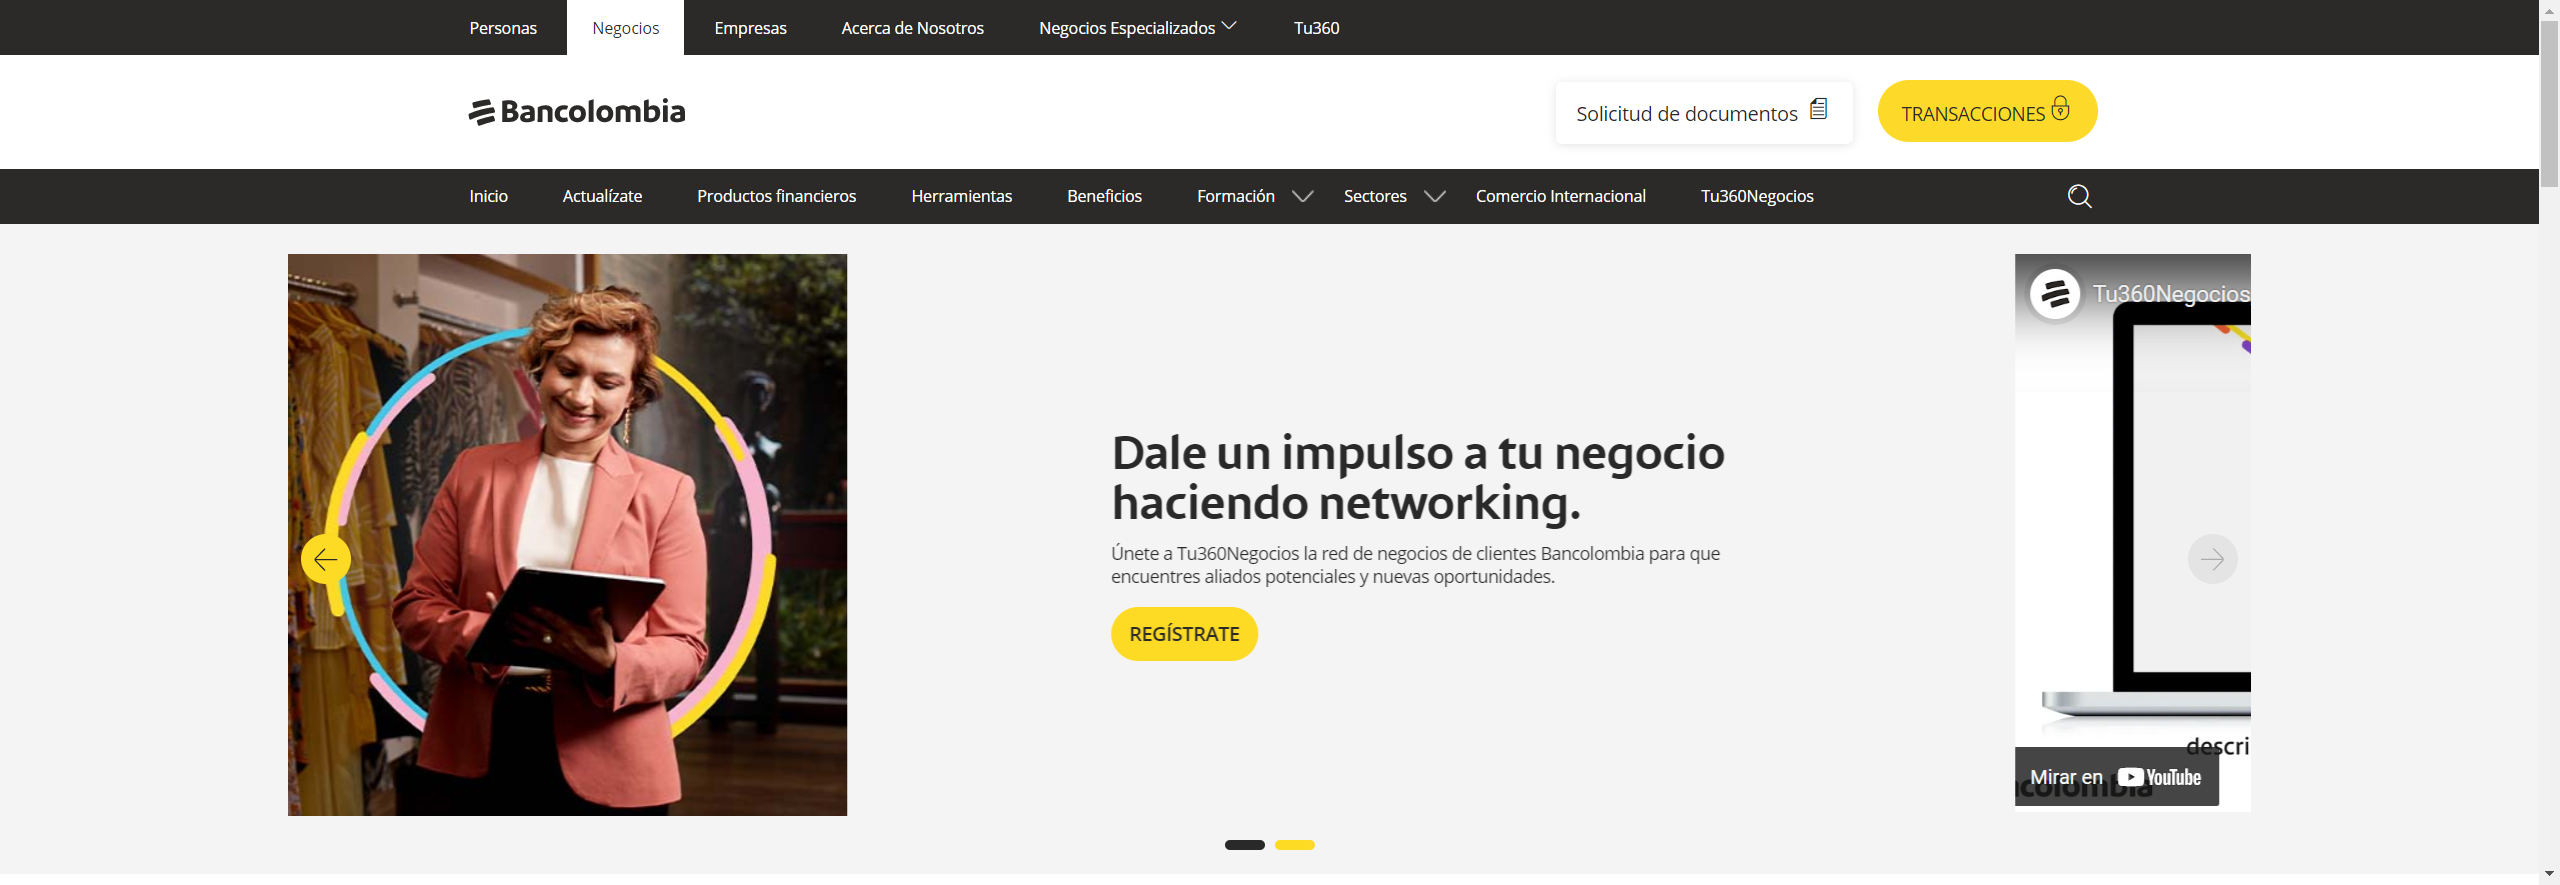 Personas Negocios Empresas Acerca de Nosotros Negocios Especializados Tu360
Bancolombia
Solicitud de documentos
TRANSACCIONES
Inicio Actualízate Productos financieros Herramientas Beneficios Formación Sectores Comercio Internacional Tu360Negocios
Tu360Negocios
Dale un impulso a tu negocio
haciendo networking.
Únete a Tu360Negocios la red de negocios de clientes Bancolombia para que
encuentres aliados potenciales y nuevas oportunidades.
REGÍSTRATE
descri
Mirar en YouTube
ncolombia